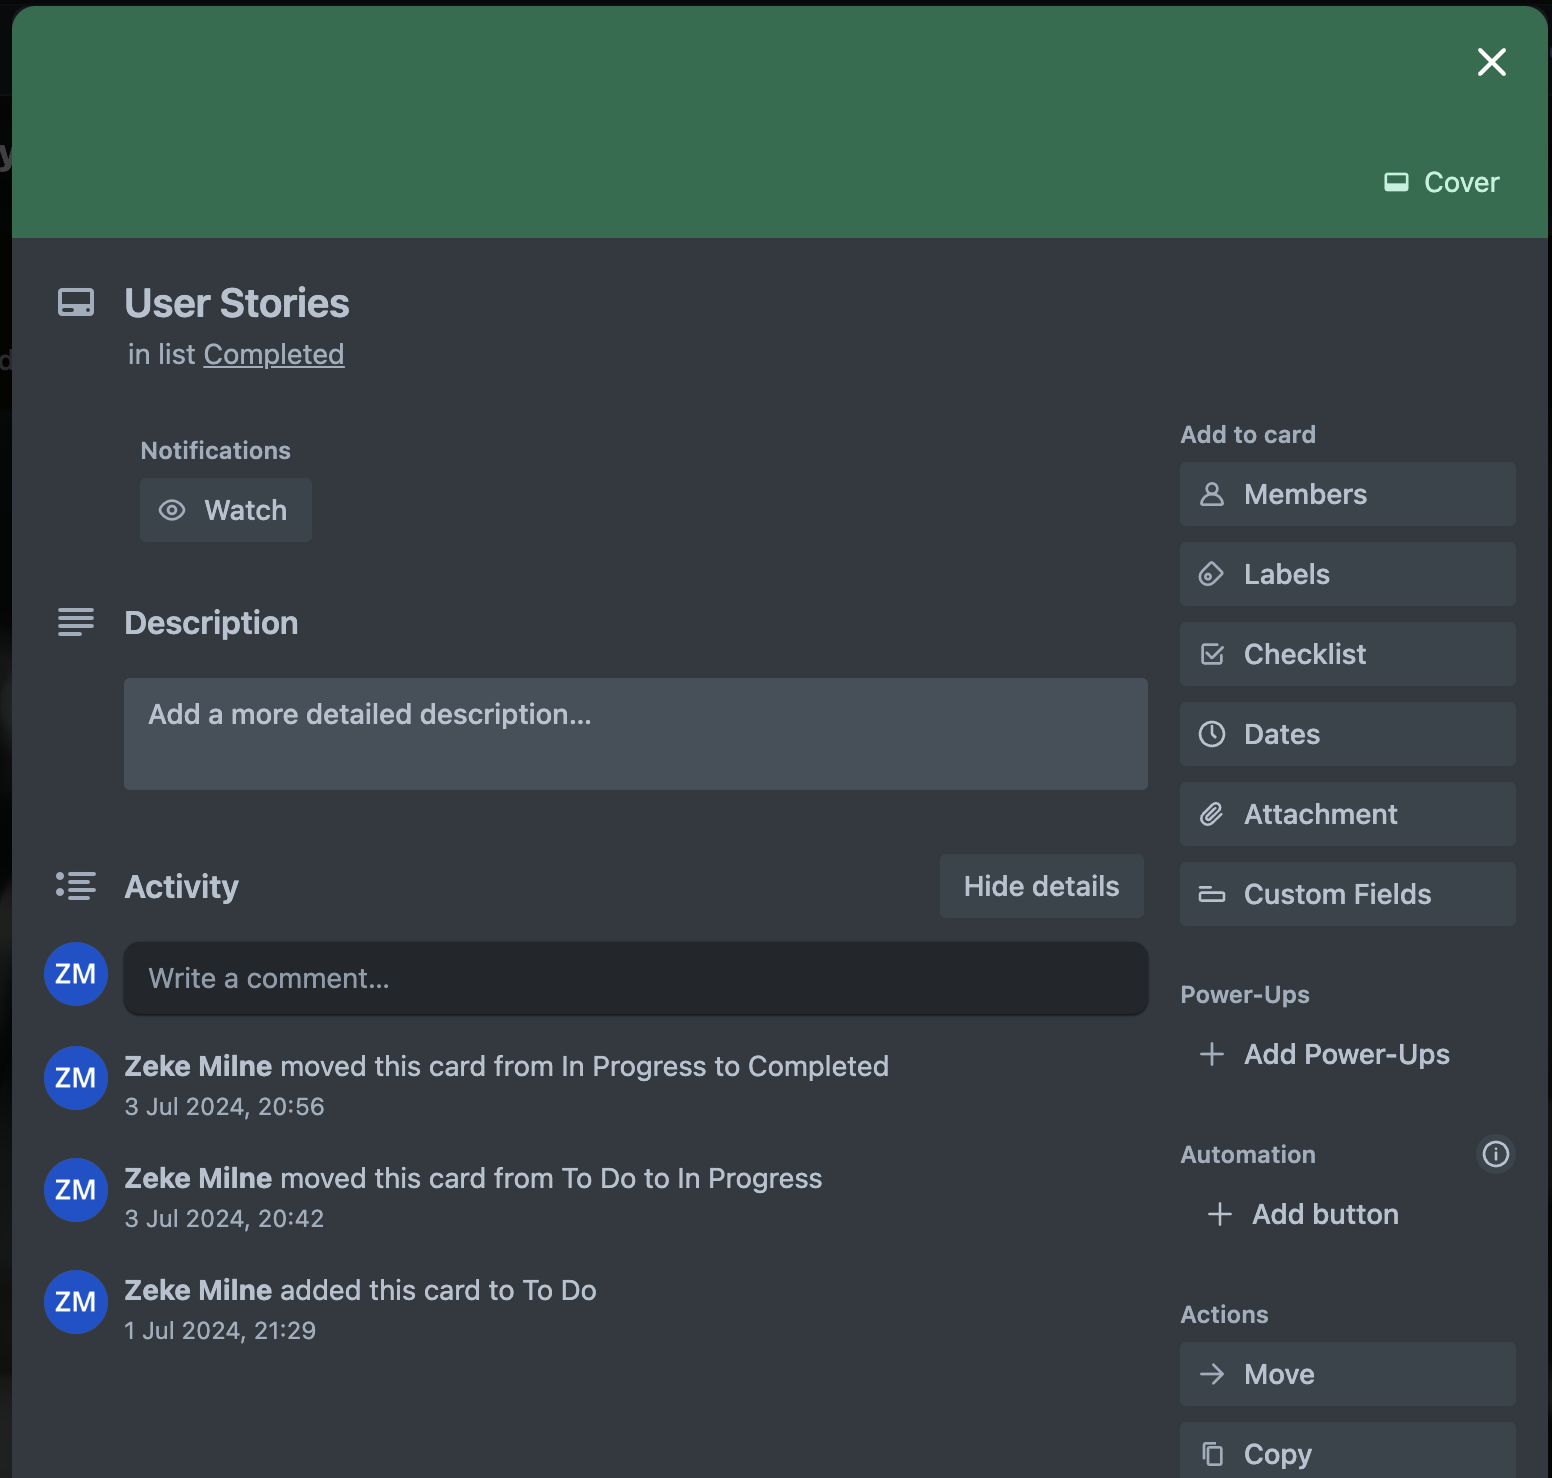 Cover
User Stories
in list Completed
Notifications
Watch
Description
Add a more detailed description...
Activity
Hide details
ZM
Write a comment...
ZM
Zeke Milne moved this card from In Progress to Completed
3 Jul 2024, 20:56
ZM
Zeke Milne moved this card from To Do to In Progress
3 Jul 2024, 20:42
ZM
Zeke Milne added this card to To Do
1 Jul 2024, 21:29
Add to card
Members
Labels
Checklist
Dates
Attachment
Custom Fields
Power-Ups
Add Power-Ups
Automation
Add button
Actions
Move
Copy